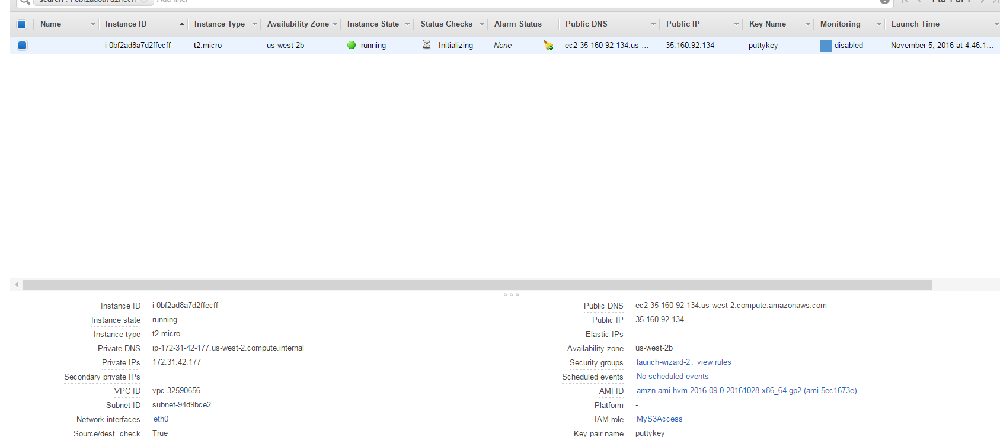 Name Instance ID Instance Type Availability Zone Instance State Status Checks Alarm Status Public DNS Public IP Key Name Monitoring Launch Time
i-0bf2ad8a7d2ffecff t2.micro us-west-2b running Initializing None ec2-35-160-92-134.us-... 35.160.92.134 puttykey disabled November 5, 2016 at 4:46:1...
Instance ID i-0bf2ad8a7d2ffecff Public DNS ec2-35-160-92-134.us-west-2.compute.amazonaws.com
Instance state running Public IP 35.160.92.134
Instance type t2.micro Elastic IPs
Private DNS ip-172-31-42-177.us-west-2.compute.internal Availability zone us-west-2b
Private IPs 172.31.42.177 Security groups launch-wizard-2. view rules
Secondary private IPs Scheduled events No scheduled events
VPC ID vpc-32590656 AMI ID amzn-ami-hvm-2016.09.0.20161028-x86_64-gp2 (ami-5ec1673e)
Subnet ID subnet-94d9bce2 Platform -
Network interfaces eth0 IAM role MyS3Access
Source/dest. check True Key pair name puttykey